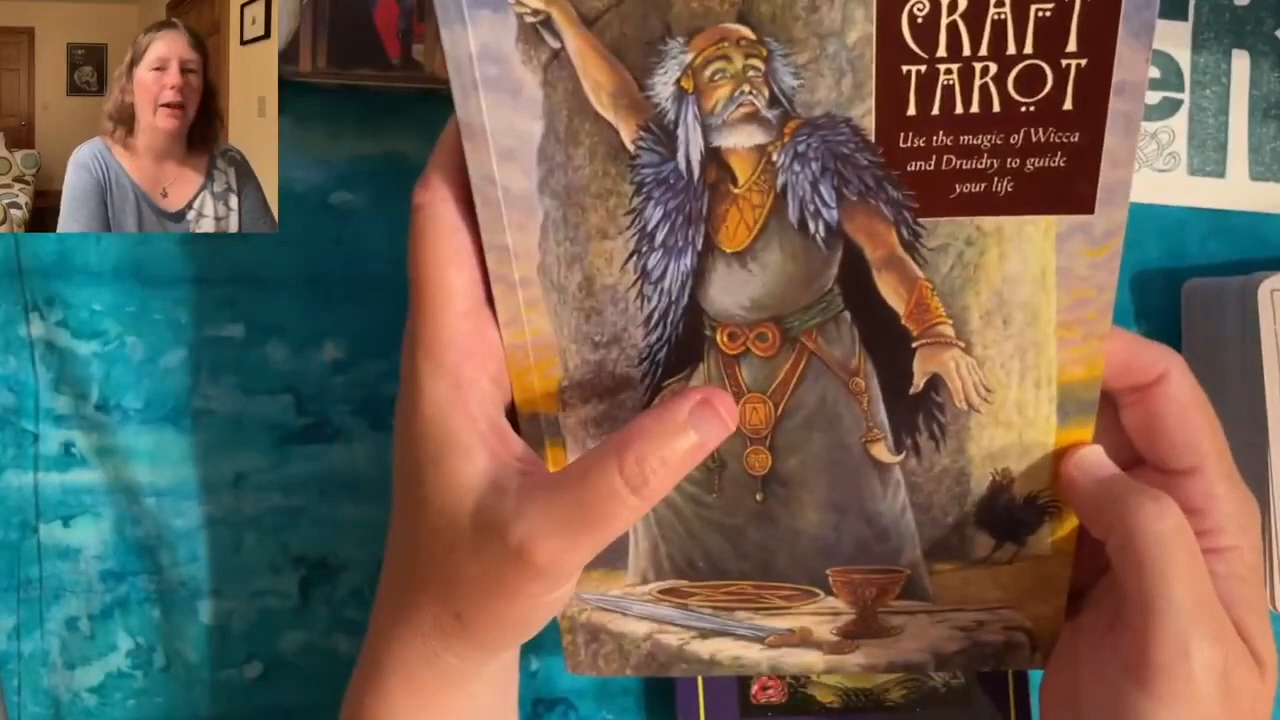 CRAFT
TAROT
Use the magic of Wicca
and Druidry to guide
your life